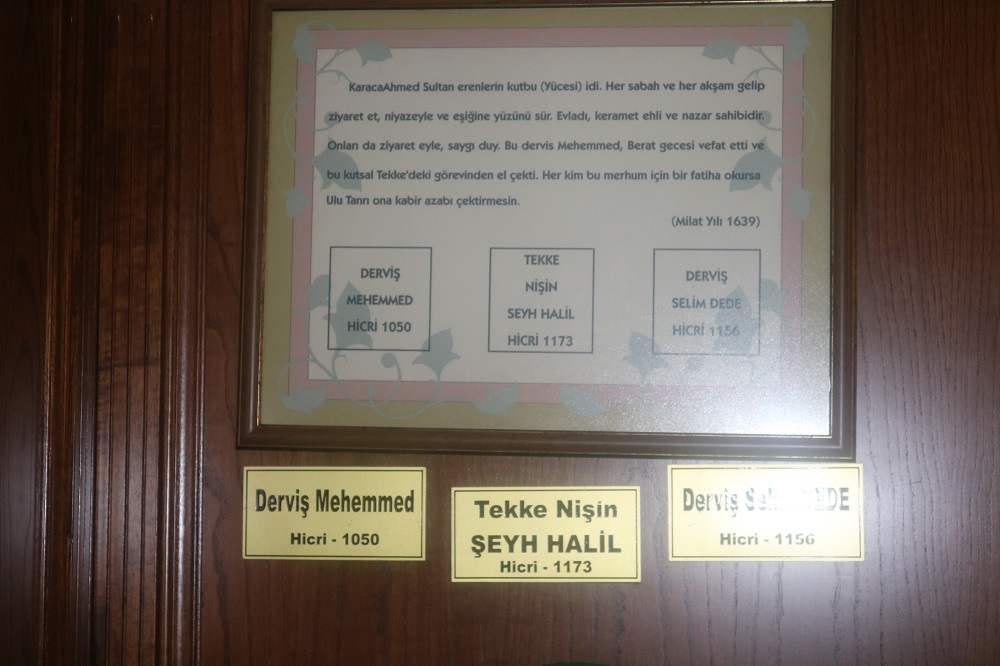 KaracaAhmed Sultan erenlerin kutbu (Yücesi) idi. Her sabah ve her akşam gelip
ziyaret et, niyazeyle ve eşiğine yüzünü sür. Evladı, keramet ehli ve nazar sahibidir.
Onları da ziyaret eyle, saygı duy. Bu dervis Mehemmed, Berat gecesi vefat etti ve
bu kutsal Tekke'deki görevinden el çekti. Her kim bu merhum için bir fatiha okursa
Ulu Tanrı ona kabir azabı çektirmesin.
(Milat Yılı 1639)
DERVİŞ
MEHEMMED
HİCRİ 1050
TEKKE
NİŞİN
ŞEYH HALİL
HİCRİ 1173
DERVİŞ
SELİM DEDE
HİCRİ 1156
Derviş Mehemmed
Hicri - 1050
Tekke Nişin
ŞEYH HALİL
Hicri - 1173
Derviş Selim DEDE
Hicri - 1156